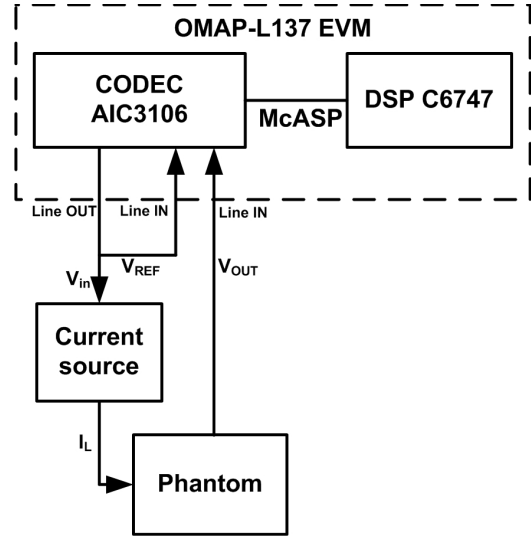 OMAP-L137 EVM
CODEC
AIC3106
McASP
DSP C6747
Line OUT
Line IN
Line IN
Vin
VREF
VOUT
Current
source
IL
Phantom